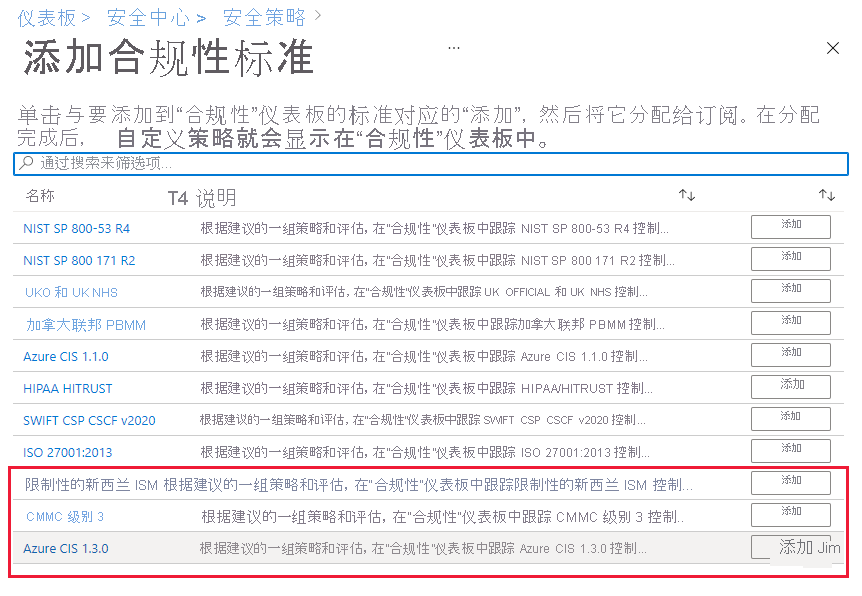 仪表板> 安全中心> 安全策略>
添加合规性标准 ...
单击与要添加到“合规性”仪表板的标准对应的“添加”，然后将它分配给订阅。在分配
完成后， 自定义策略就会显示在“合规性”仪表板中。
通过搜索来筛选项...
名称 T4 说明
NIST SP 800-53 R4 根据建议的一组策略和评估, 在"合规性"仪表板中跟踪 NIST SP 800-53 R4 控制... 添加
NIST SP 800 171 R2 根据建议的一组策略和评估, 在"合规性"仪表板中跟踪 NIST SP 800 171 R2 控制... 添加
UKO 和 UK NHS 根据建议的一组策略和评估, 在"合规性"仪表板中跟踪 UK OFFICIAL 和 UK NHS 控制... 添加
加拿大联邦 PBMM 根据建议的一组策略和评估, 在"合规性"仪表板中跟踪加拿大联邦 PBMM 控制... 添加
Azure CIS 1.1.0 根据建议的一组策略和评估, 在"合规性"仪表板中跟踪 Azure CIS 1.1.0 控制... 添加
HIPAA HITRUST 根据建议的一组策略和评估, 在"合规性"仪表板中跟踪 HIPAA/HITRUST 控制... 添加
SWIFT CSP CSCF v2020 根据建议的一组策略和评估, 在"合规性"仪表板中跟踪 SWIFT CSP CSCF v2020 控制... 添加
ISO 27001:2013 根据建议的一组策略和评估, 在"合规性"仪表板中跟踪 ISO 27001:2013 控制... 添加
限制性的新西兰 ISM 根据建议的一组策略和评估, 在"合规性"仪表板中跟踪限制性的新西兰 ISM 控制... 添加
CMMC 级别 3 根据建议的一组策略和评估, 在"合规性"仪表板中跟踪 CMMC 级别 3 控制.. 添加
Azure CIS 1.3.0 根据建议的一组策略和评估, 在"合规性"仪表板中跟踪 Azure CIS 1.3.0 控制... 添加 Jim